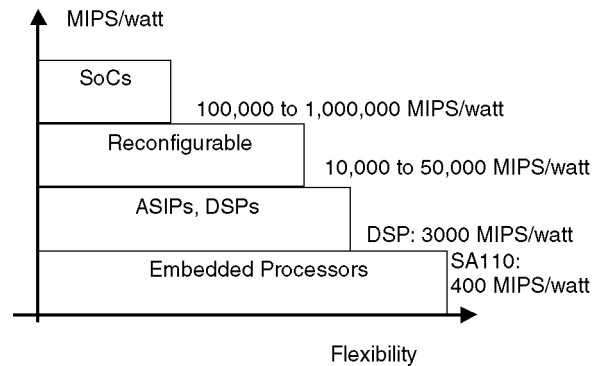 MIPS/watt
SoCs
100,000 to 1,000,000 MIPS/watt
Reconfigurable
10,000 to 50,000 MIPS/watt
ASIPs, DSPs
DSP: 3000 MIPS/watt
Embedded Processors
SA110:
400 MIPS/watt
Flexibility